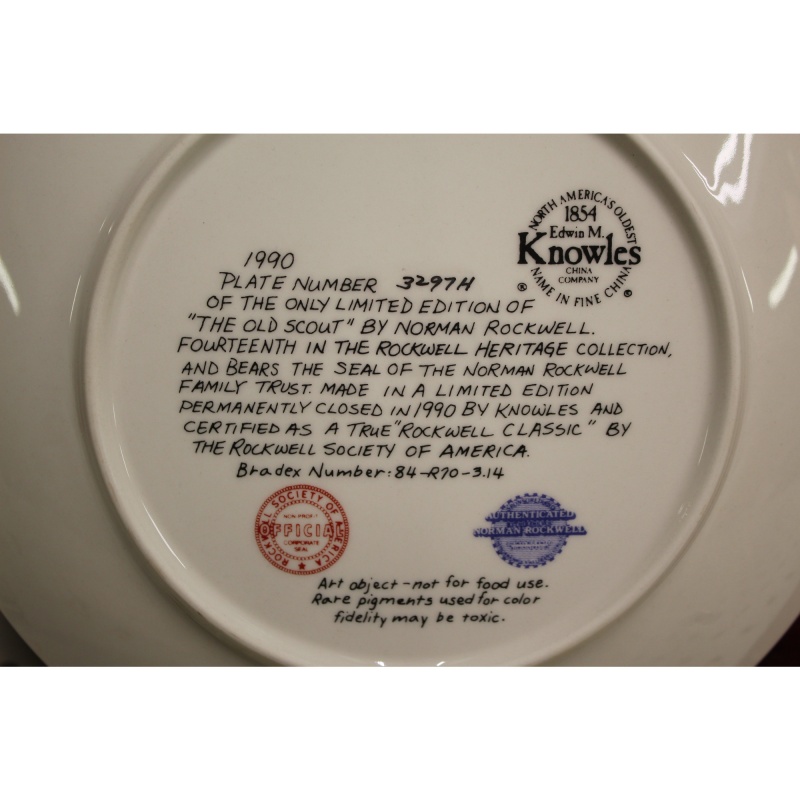 NORTH AMERICA'S OLDEST
1854
Edwin M.
Knowles
CHINA
COMPANY
® NAME IN FINE CHINA ®
1990
PLATE NUMBER 3297H
OF THE ONLY LIMITED EDITION OF
"THE OLD SCOUT" BY NORMAN ROCKWELL.
FOURTEENTH IN THE ROCKWELL HERITAGE COLLECTION,
AND BEARS THE SEAL OF THE NORMAN ROCKWELL
FAMILY TRUST. MADE IN A LIMITED EDITION
PERMANENTLY CLOSED IN 1990 BY KNOWLES AND
CERTIFIED AS A TRUE "ROCKWELL CLASSIC" BY
THE ROCKWELL SOCIETY OF AMERICA.
Bradex Number: 84-R70-3.14
ROCKWELL SOCIETY OF AMERICA
NON-PROFIT
OFFICIAL
CORPORATE
SEAL
AUTHENTICATED
NORMAN ROCKWELL
Art object - not for food use.
Rare pigments used for color
fidelity may be toxic.